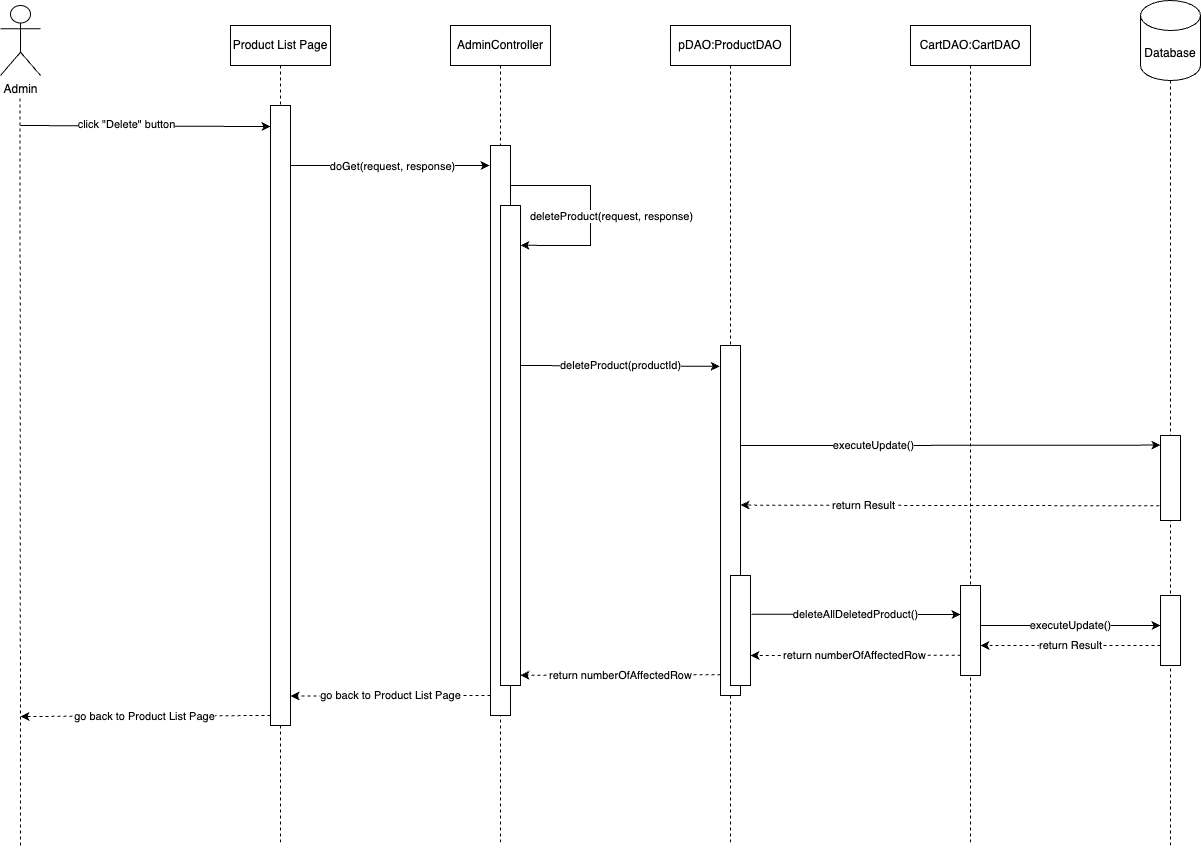 Product List Page
AdminController
pDAO:ProductDAO
CartDAO:CartDAO
Database
Admin
click "Delete" button
doGet(request, response)
deleteProduct(request, response)
deleteProduct(productId)
executeUpdate()
return Result
deleteAllDeletedProduct()
executeUpdate()
return Result
return numberOfAffectedRow
return numberOfAffectedRow
go back to Product List Page
go back to Product List Page